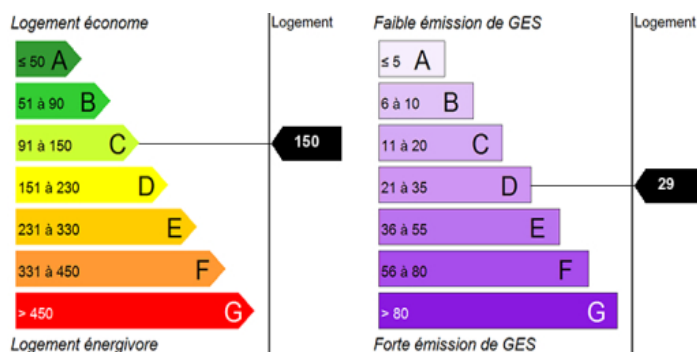 Logement économe
Logement
≤ 50 A
51 à 90 B
91 à 150 C
150
151 à 230 D
231 à 330 E
331 à 450 F
> 450 G
Logement énergivore
Faible émission de GES
Logement
≤ 5 A
6 à 10 B
11 à 20 C
21 à 35 D
29
36 à 55 E
56 à 80 F
> 80 G
Forte émission de GES